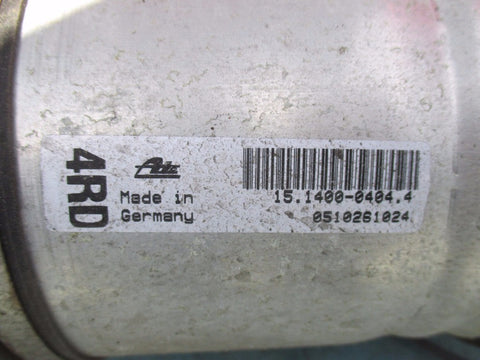 4RD
Ate
Made in
Germany
15.1400-0404.4
0510261024